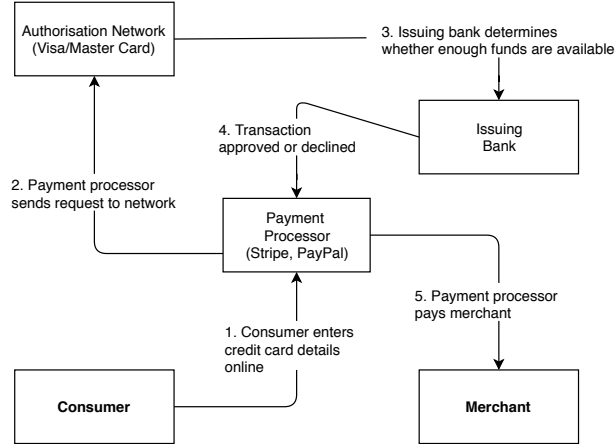 Authorisation Network
(Visa/Master Card)
3. Issuing bank determines
whether enough funds are available
4. Transaction
approved or declined
Issuing
Bank
2. Payment processor
sends request to network
Payment
Processor
(Stripe, PayPal)
5. Payment processor
pays merchant
1. Consumer enters
credit card details
online
Consumer
Merchant